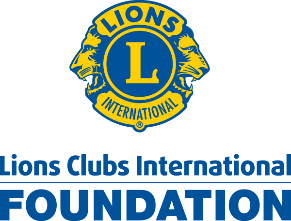 LIONS
L
INTERNATIONAL
®
Lions Clubs International
FOUNDATION